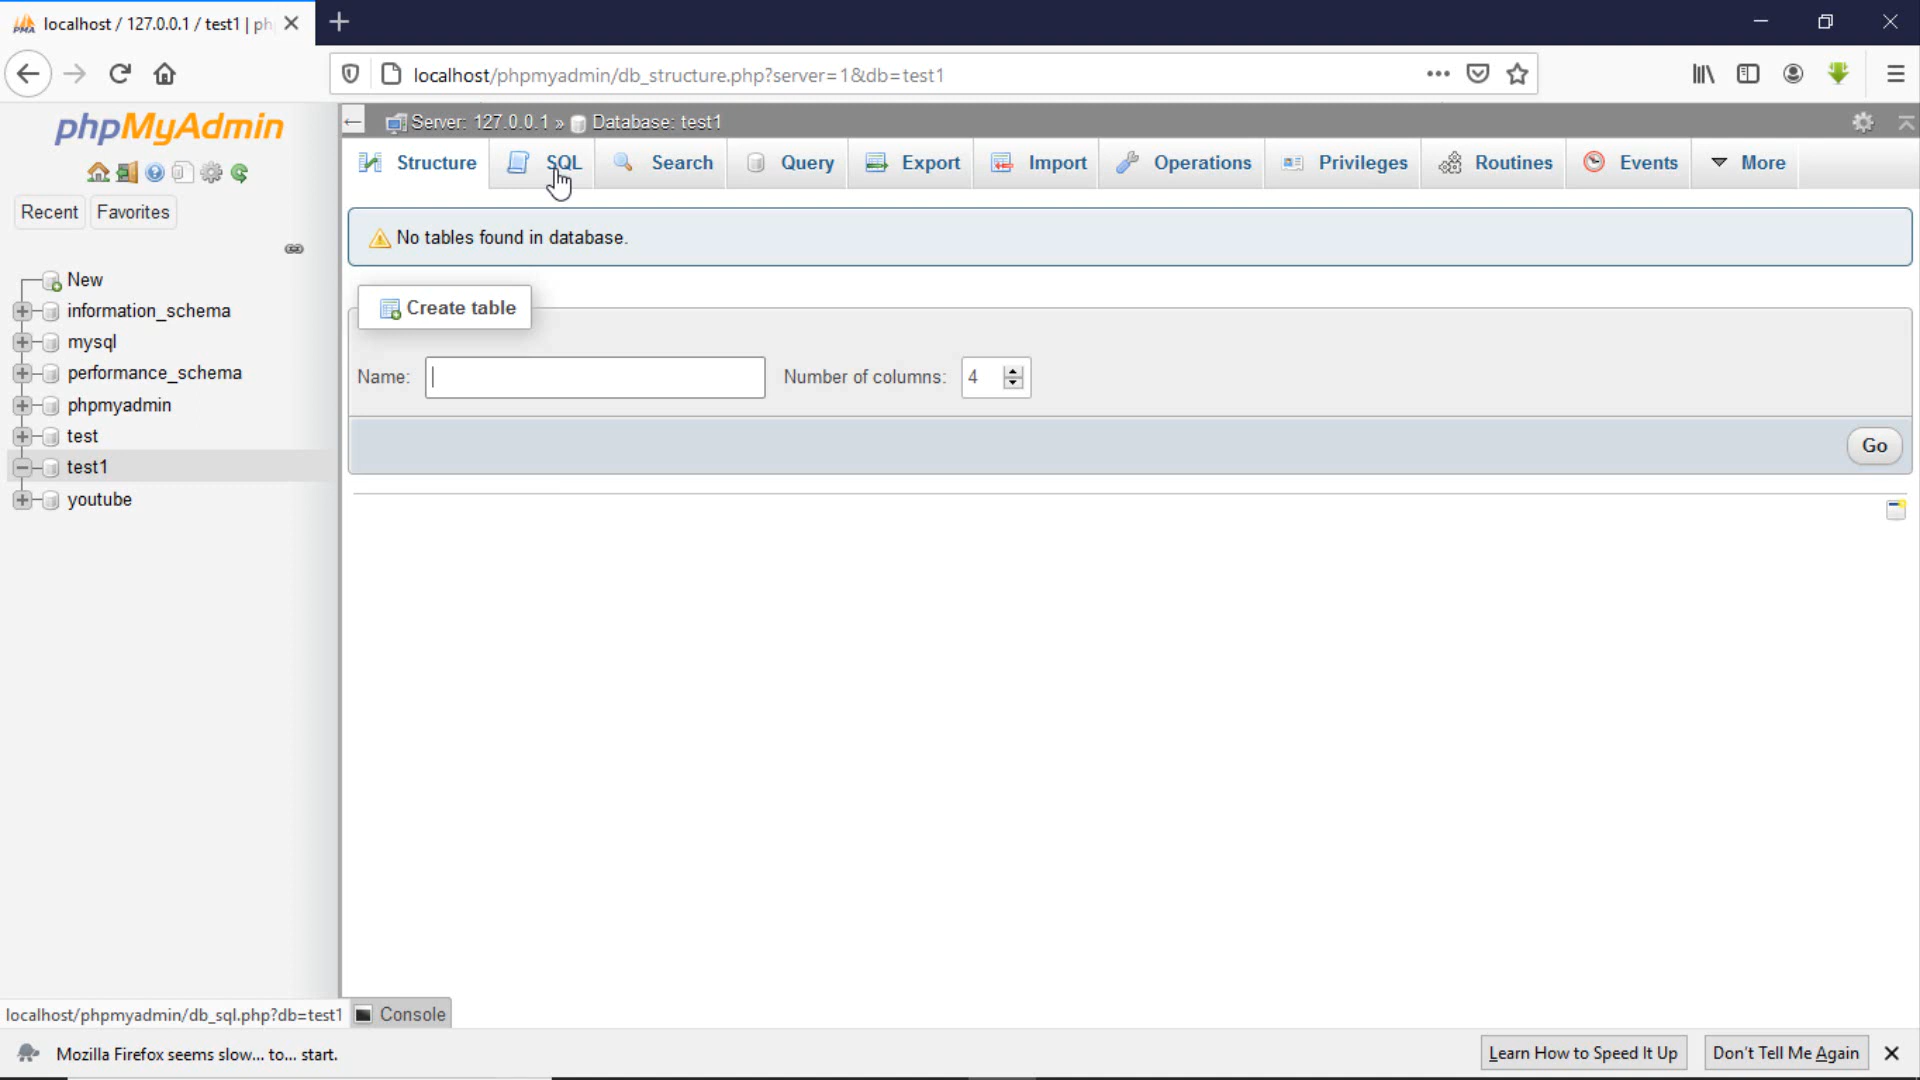 localhost / 127.0.0.1 / test1 | ph
localhost/phpmyadmin/db_structure.php?server=1&db=test1
phpMyAdmin
Server: 127.0.0.1 » Database: test1
Structure SQL Search Query Export Import Operations Privileges Routines Events More
Recent Favorites
No tables found in database.
New
information_schema
mysql
performance_schema
phpmyadmin
test
test1
youtube
Create table
Name: Number of columns: 4
Go
localhost/phpmyadmin/db_sql.php?db=test1
Console
Mozilla Firefox seems slow... to... start.
Learn How to Speed It Up Don't Tell Me Again